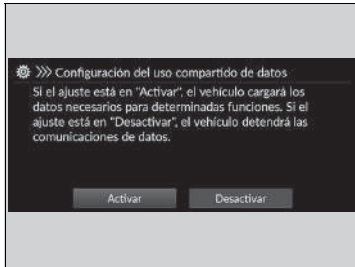 Configuración del uso compartido de datos
Si el ajuste está en "Activar", el vehículo cargará los
datos necesarios para determinadas funciones. Si el
ajuste está en "Desactivar", el vehículo detendrá las
comunicaciones de datos.
Activar Desactivar